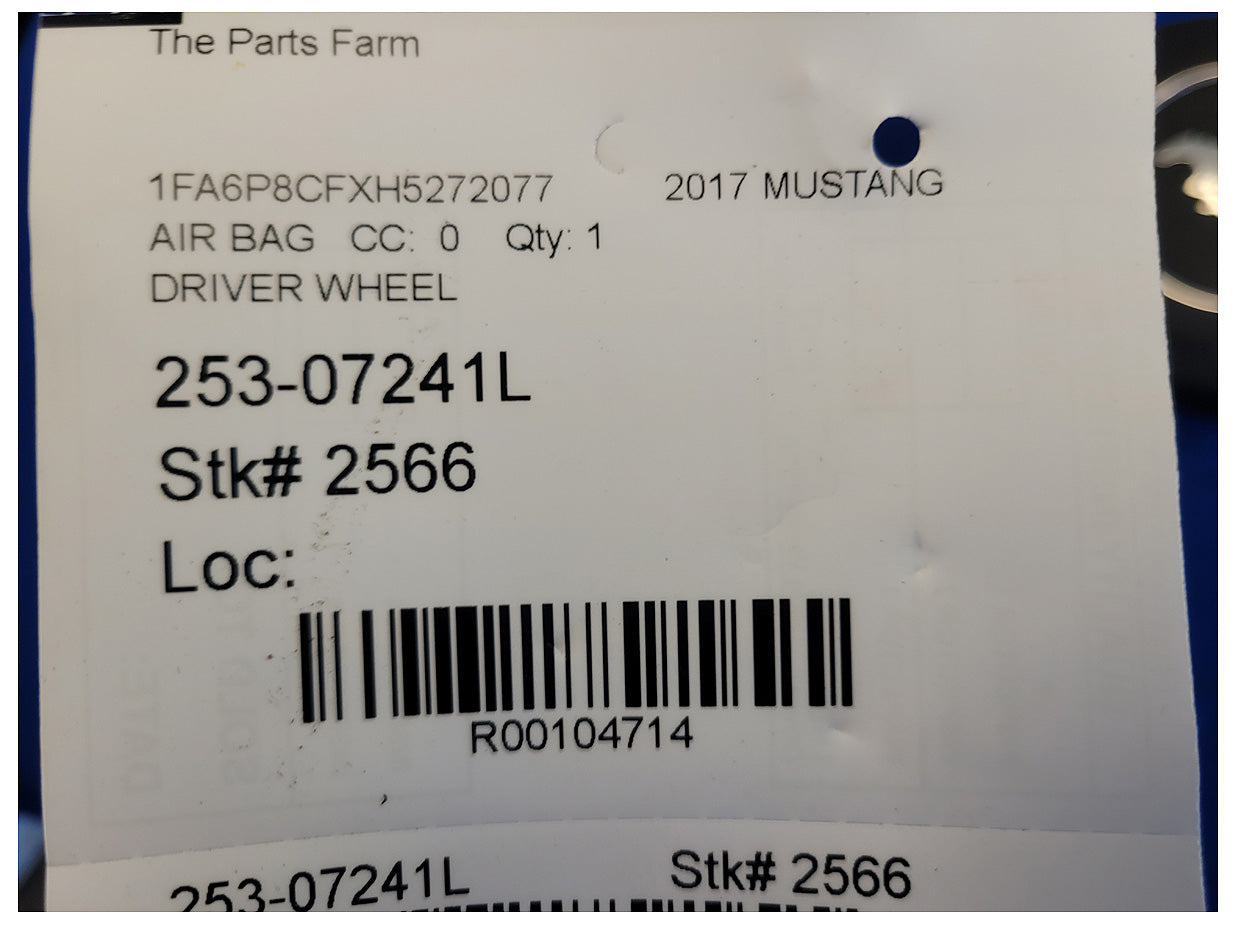 The Parts Farm
1FA6P8CFXH5272077 2017 MUSTANG
AIR BAG CC: 0 Qty: 1
DRIVER WHEEL
253-07241L
Stk# 2566
Loc:
R00104714
253-07241L Stk# 2566